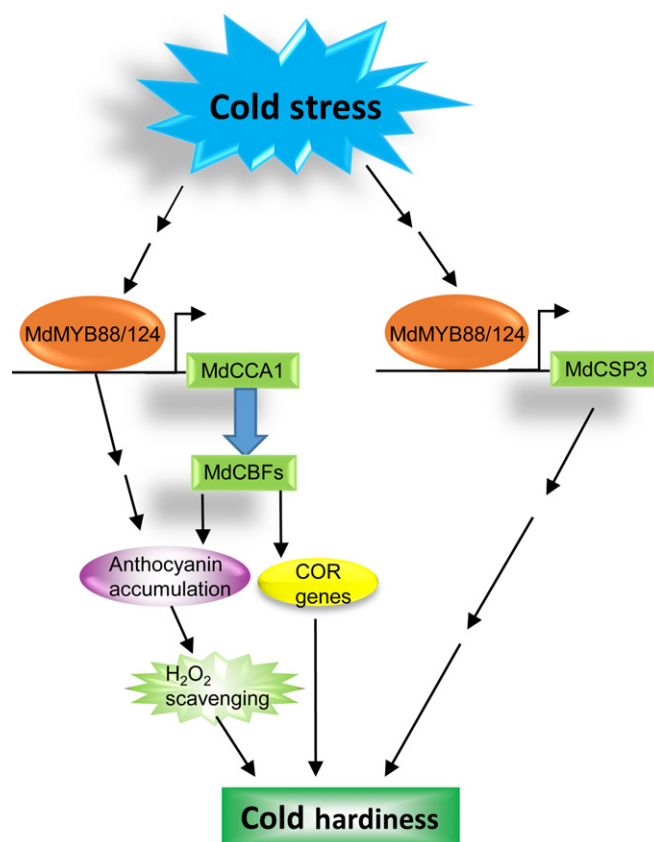 Cold stress
MdMYB88/124
MdMYB88/124
MdCCA1
MdCSP3
MdCBFs
Anthocyanin
accumulation
COR
genes
H₂O₂
scavenging
Cold hardiness